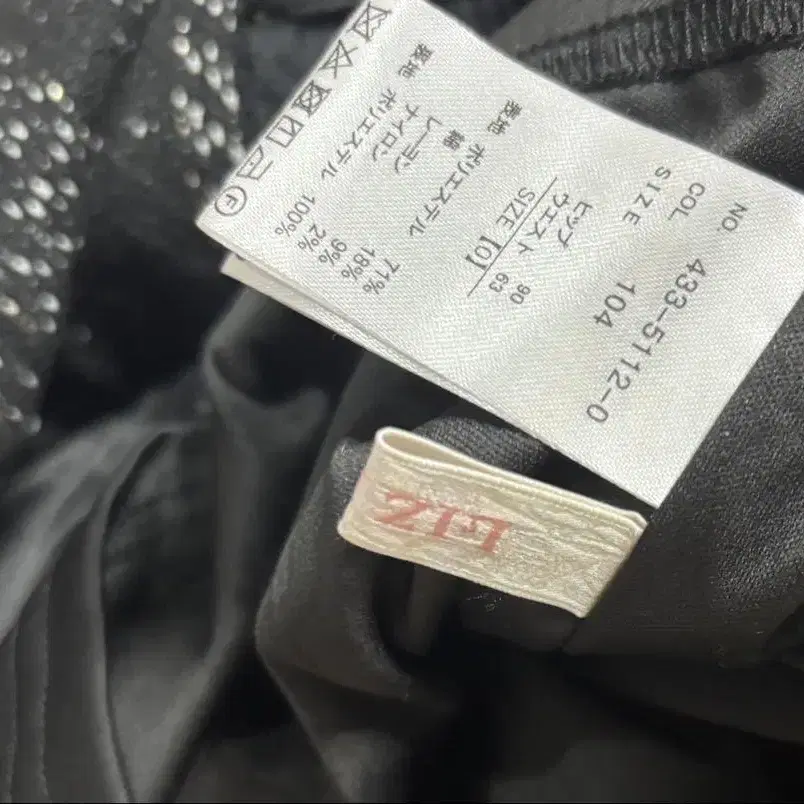 NO. 433-5112-0
COL
SIZE 104
SIZE [0]
ウエスト 63
ヒップ 90
表地 ポリエステル 71%
綿 18%
レーヨン 9%
ナイロン 2%
裏地 ポリエステル 100%
F
LIZ